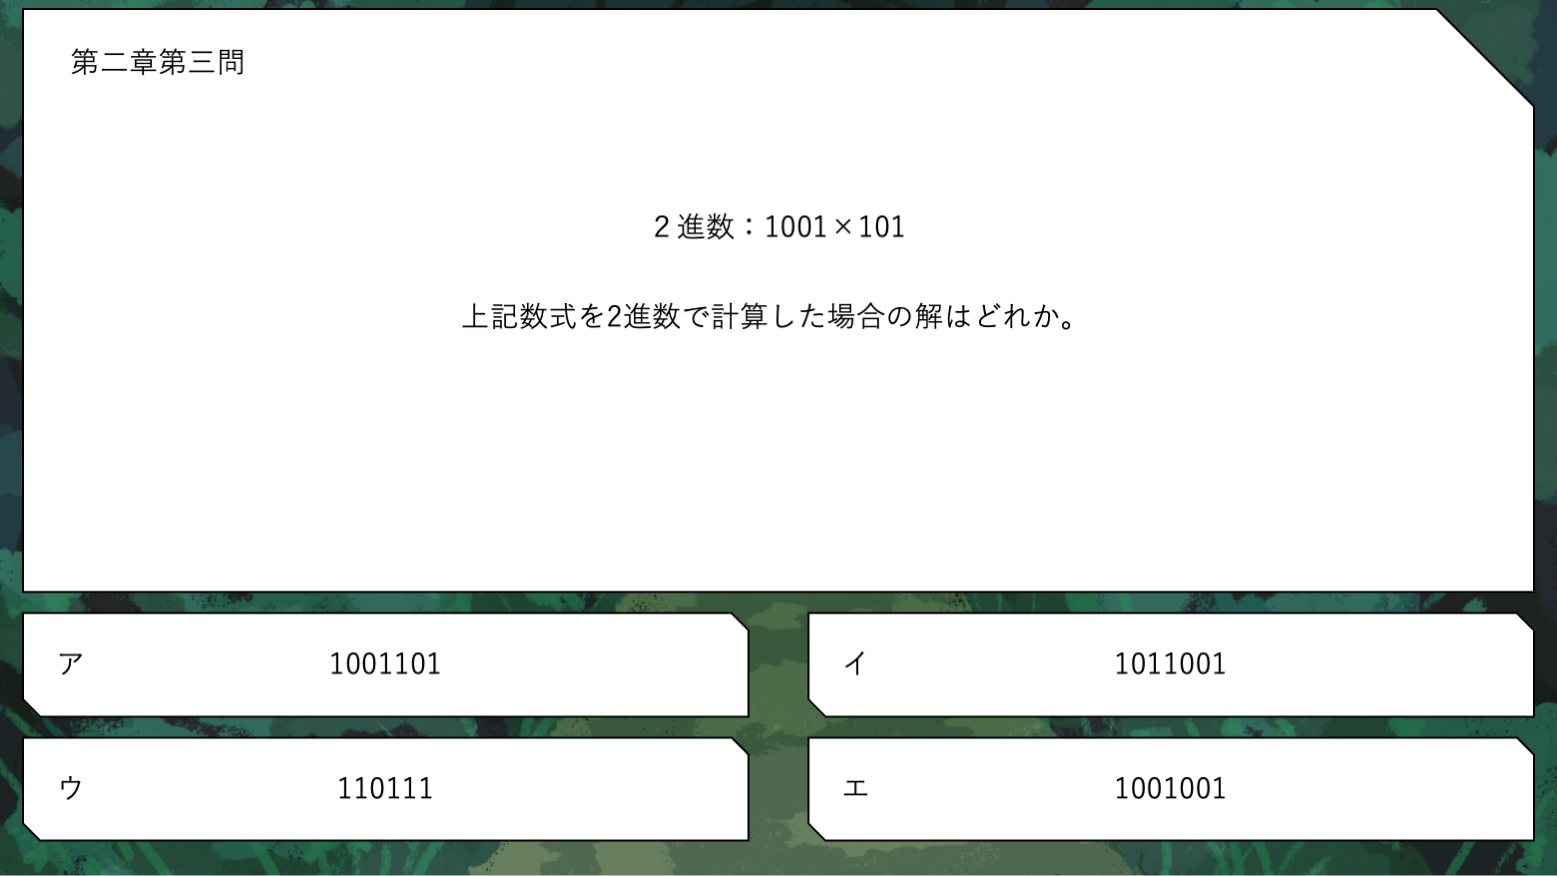 第二章第三問
2進数：1001×101
上記数式を2進数で計算した場合の解はどれか。
ア 1001101
イ 1011001
ウ 110111
エ 1001001